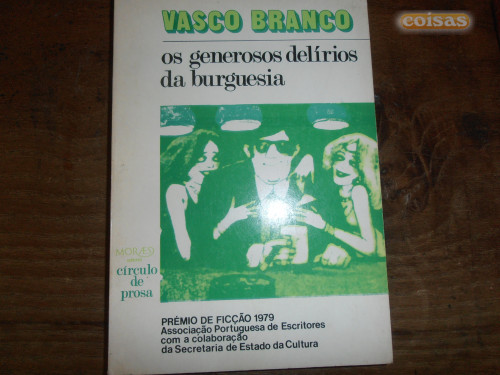 coisas
VASCO BRANCO
os generosos delírios
da burguesia
MORAES
círculo
de
prosa
PRÉMIO DE FICÇÃO 1979
Associação Portuguesa de Escritores
com a colaboração
da Secretaria de Estado da Cultura